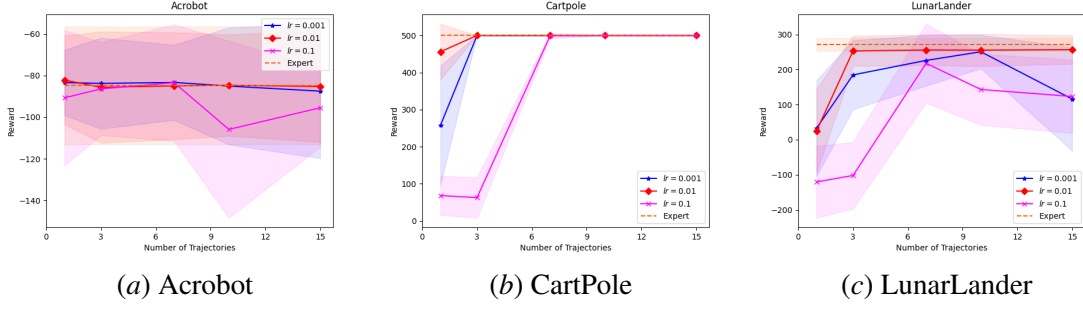 Acrobot
−60
−80
−100
−120
−140
Reward
0
3
6
9
12
15
Number of Trajectories
lr = 0.001
lr = 0.01
lr = 0.1
Expert
(a) Acrobot
Cartpole
500
400
300
200
100
0
Reward
0
3
6
9
12
15
Number of Trajectories
lr = 0.001
lr = 0.01
lr = 0.1
Expert
(b) CartPole
LunarLander
300
200
100
0
−100
−200
Reward
0
3
6
9
12
15
Number of Trajectories
lr = 0.001
lr = 0.01
lr = 0.1
Expert
(c) LunarLander